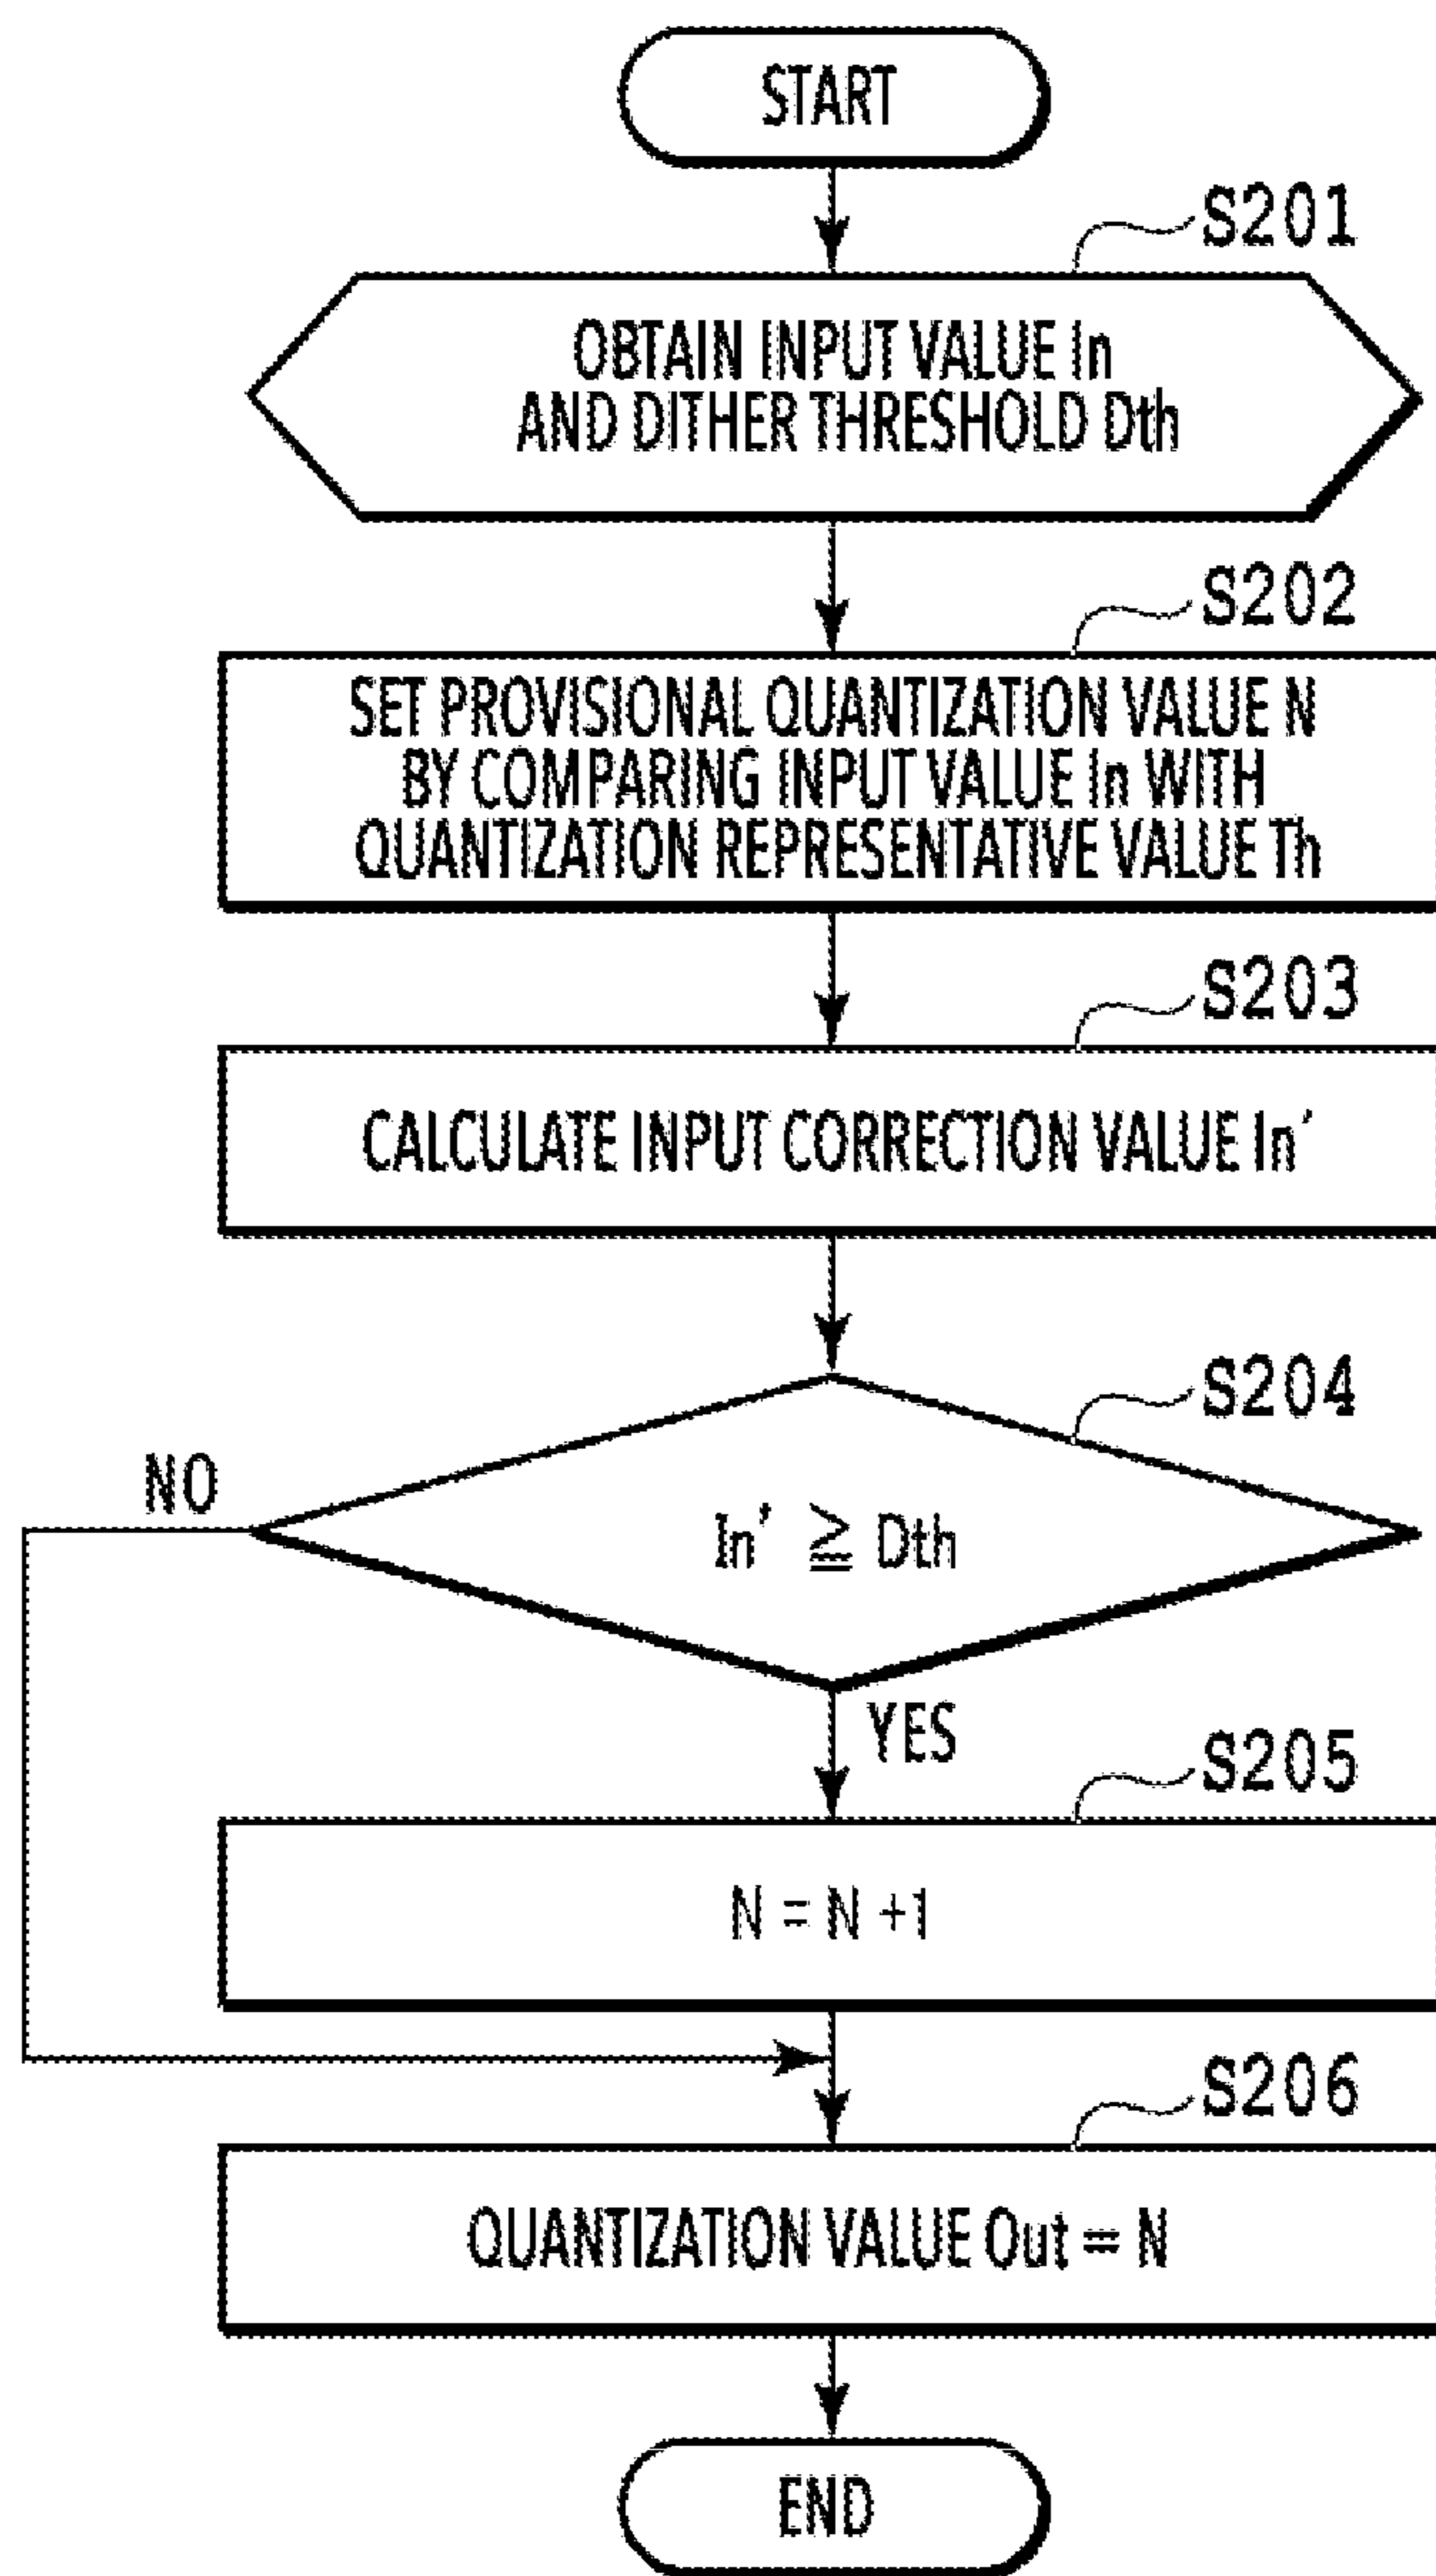 START
S201
OBTAIN INPUT VALUE In
AND DITHER THRESHOLD Dth
S202
SET PROVISIONAL QUANTIZATION VALUE N
BY COMPARING INPUT VALUE In WITH
QUANTIZATION REPRESENTATIVE VALUE Th
S203
CALCULATE INPUT CORRECTION VALUE In'
S204
NO
In' ≧ Dth
YES
S205
N = N +1
S206
QUANTIZATION VALUE Out = N
END